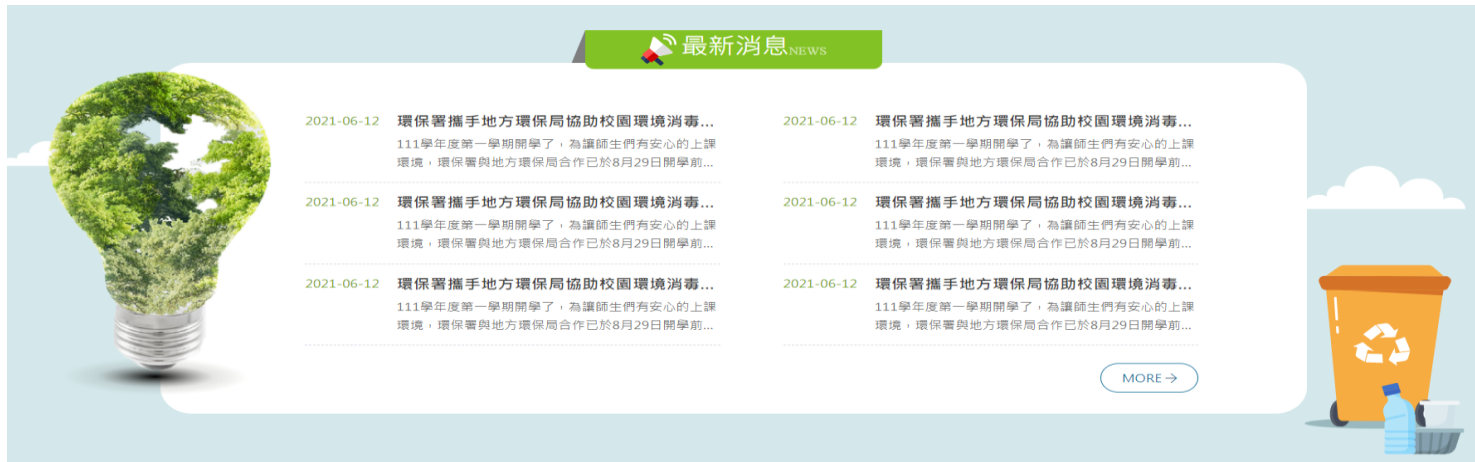 最新消息NEWS
2021-06-12 環保署攜手地方環保局協助校園環境消毒...
111學年度第一學期開學了，為讓師生們有安心的上課
環境，環保署與地方環保局合作已於8月29日開學前...
2021-06-12 環保署攜手地方環保局協助校園環境消毒...
111學年度第一學期開學了，為讓師生們有安心的上課
環境，環保署與地方環保局合作已於8月29日開學前...
2021-06-12 環保署攜手地方環保局協助校園環境消毒...
111學年度第一學期開學了，為讓師生們有安心的上課
環境，環保署與地方環保局合作已於8月29日開學前...
2021-06-12 環保署攜手地方環保局協助校園環境消毒...
111學年度第一學期開學了，為讓師生們有安心的上課
環境，環保署與地方環保局合作已於8月29日開學前...
2021-06-12 環保署攜手地方環保局協助校園環境消毒...
111學年度第一學期開學了，為讓師生們有安心的上課
環境，環保署與地方環保局合作已於8月29日開學前...
2021-06-12 環保署攜手地方環保局協助校園環境消毒...
111學年度第一學期開學了，為讓師生們有安心的上課
環境，環保署與地方環保局合作已於8月29日開學前...
MORE →